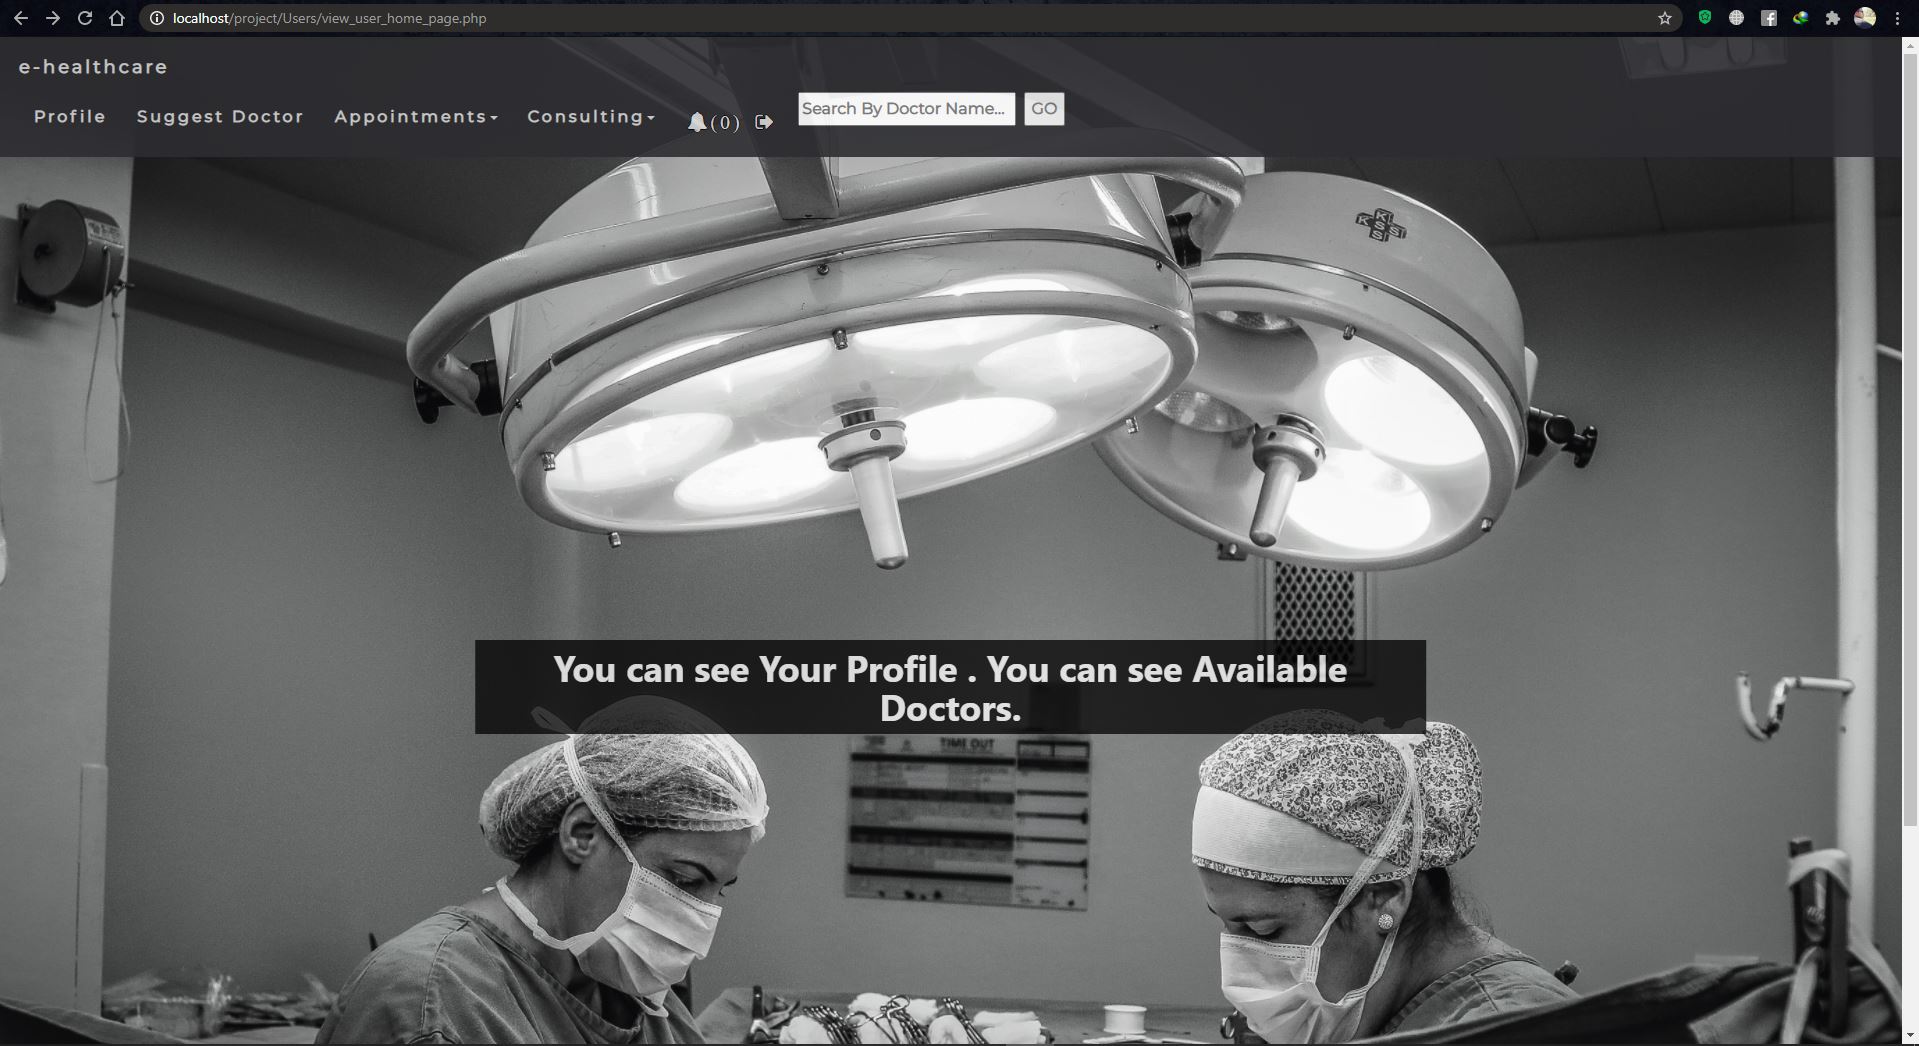 localhost/project/Users/view_user_home_page.php
e-healthcare
Profile Suggest Doctor Appointments Consulting (0) Search By Doctor Name... GO
KSS
You can see Your Profile . You can see Available
Doctors.
TIME OUT